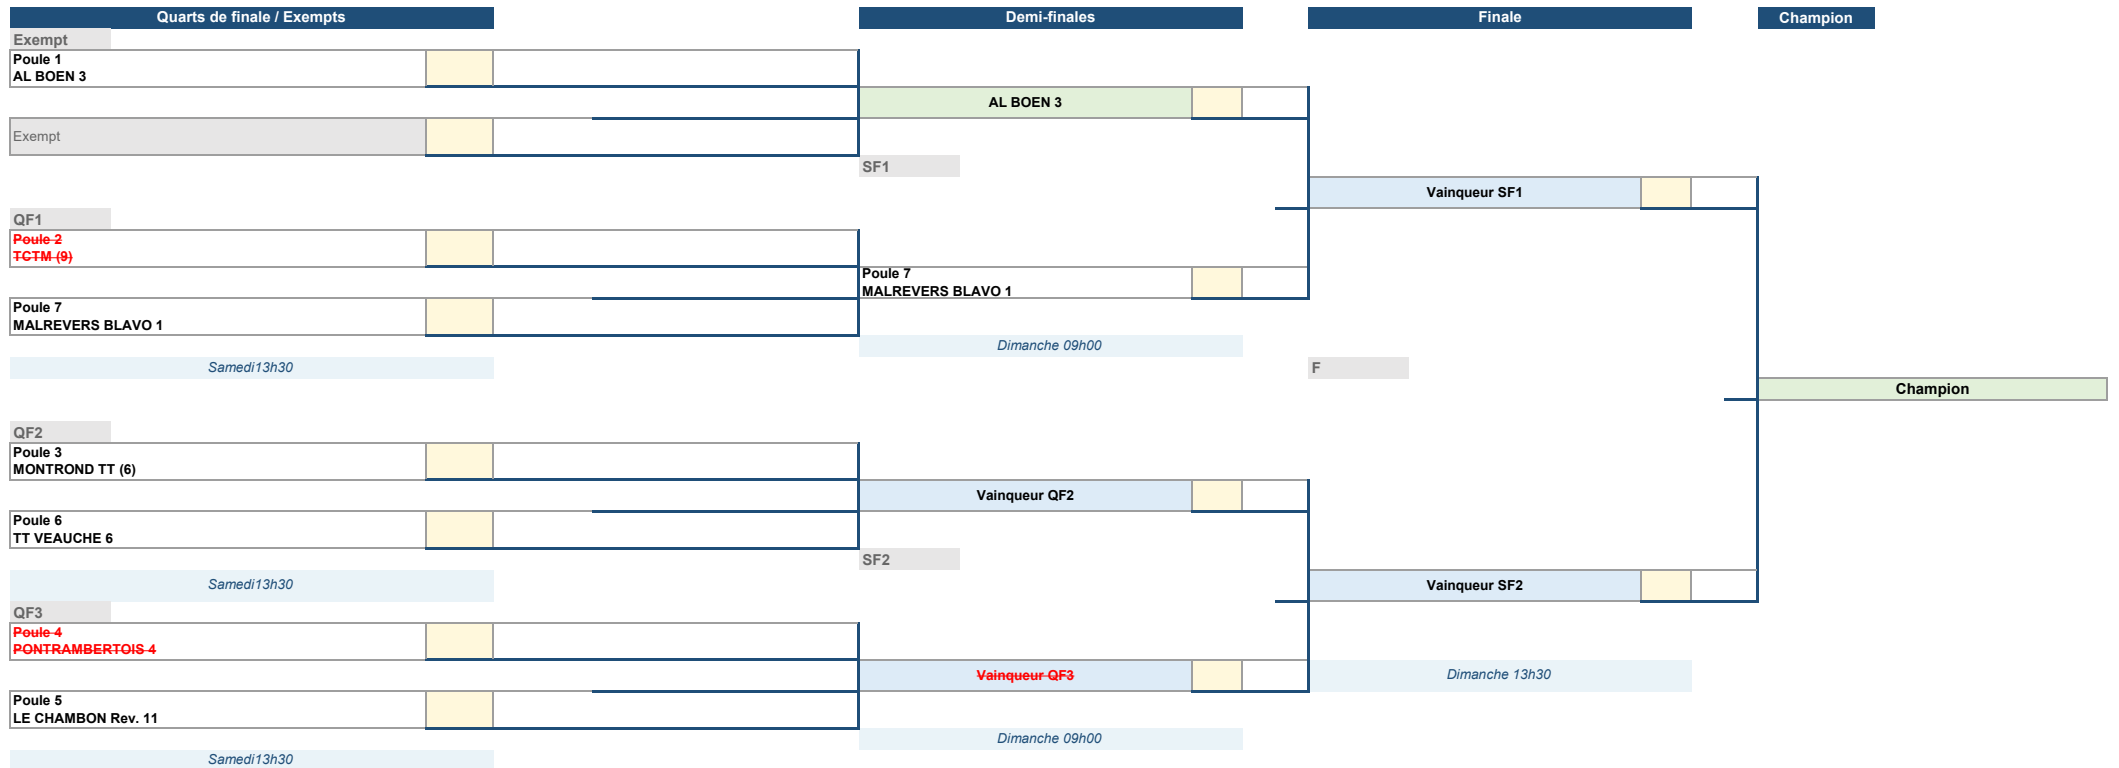 Quarts de finale / Exempts
Demi-finales
Finale
Champion
Exempt
Poule 1
AL BOEN 3
AL BOEN 3
Exempt
SF1
Vainqueur SF1
QF1
Poule 2
TCTM (9)
Poule 7
MALREVERS BLAVO 1
Poule 7
MALREVERS BLAVO 1
Dimanche 09h00
Samedi13h30
F
Champion
QF2
Poule 3
MONTROND TT (6)
Vainqueur QF2
Poule 6
TT VEAUCHE 6
SF2
Samedi13h30
Vainqueur SF2
QF3
Poule 4
PONTRAMBERTOIS 4
Vainqueur QF3
Dimanche 13h30
Poule 5
LE CHAMBON Rev. 11
Dimanche 09h00
Samedi13h30